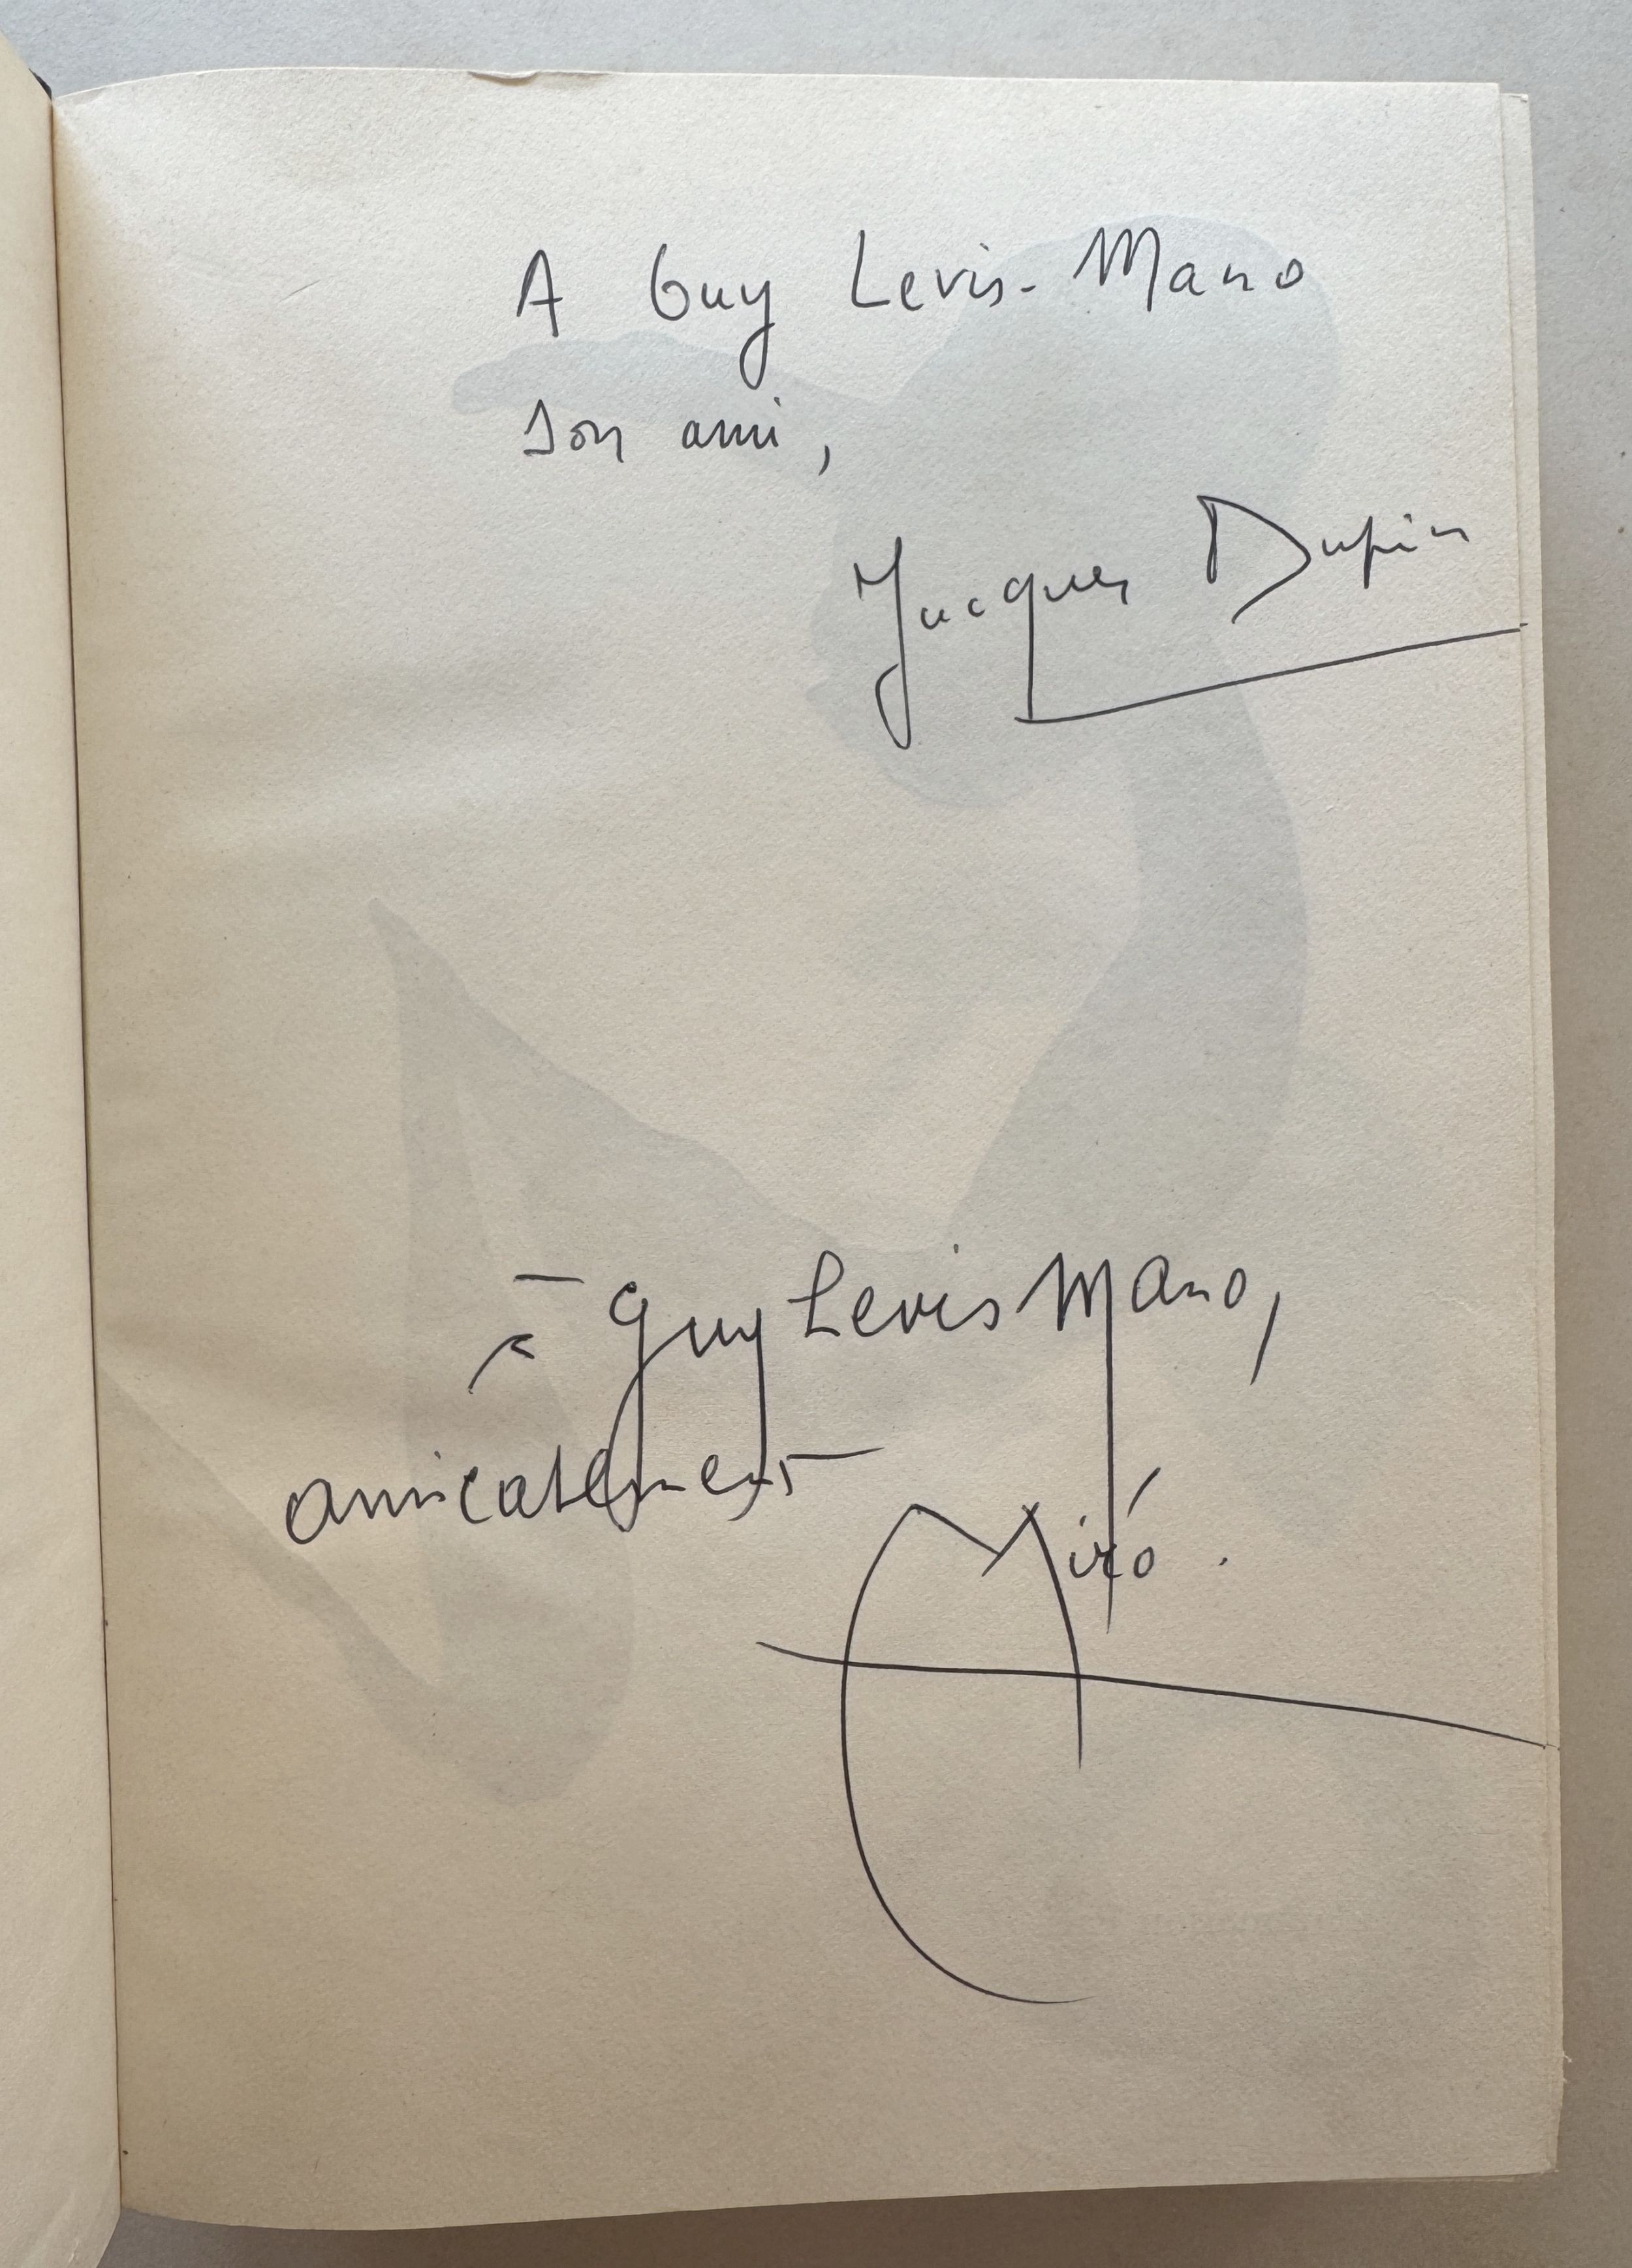 A Guy Levis-Mano
son ami,
Jacques Dupin
à Guy Levis Mano,
amicalement
Miró.